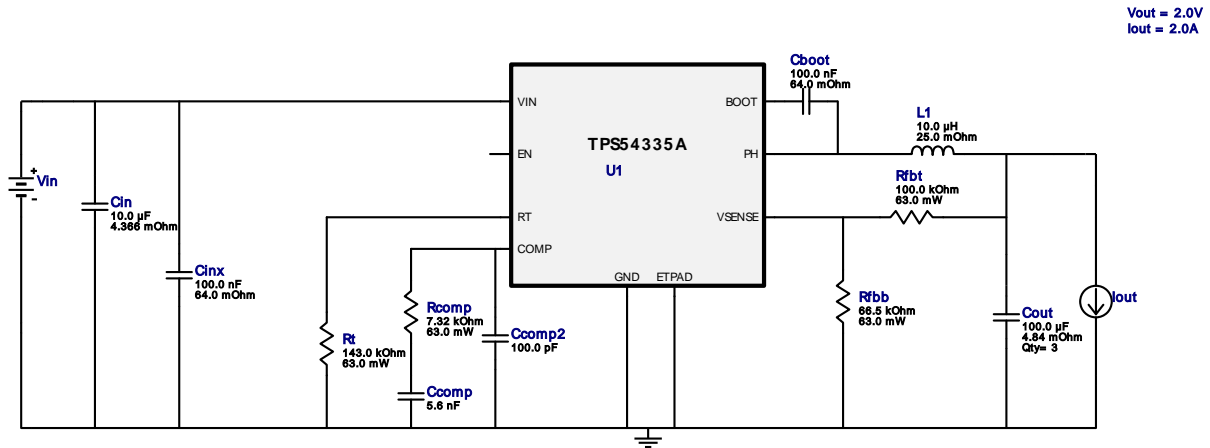 Vout = 2.0V
Iout = 2.0A
Cboot
100.0 nF
64.0 mOhm
VIN
BOOT
L1
10.0 µH
25.0 mOhm
TPS54335A
U1
EN
PH
+
Vin
-
Rfbt
100.0 kOhm
63.0 mW
Cin
10.0 µF
4.366 mOhm
RT
VSENSE
COMP
Cinx
100.0 nF
64.0 mOhm
GND
ETPAD
Rfbb
66.5 kOhm
63.0 mW
Iout
Rcomp
7.32 kOhm
63.0 mW
Cout
100.0 µF
4.84 mOhm
Qty= 3
Rt
143.0 kOhm
63.0 mW
Ccomp2
100.0 pF
Ccomp
5.6 nF